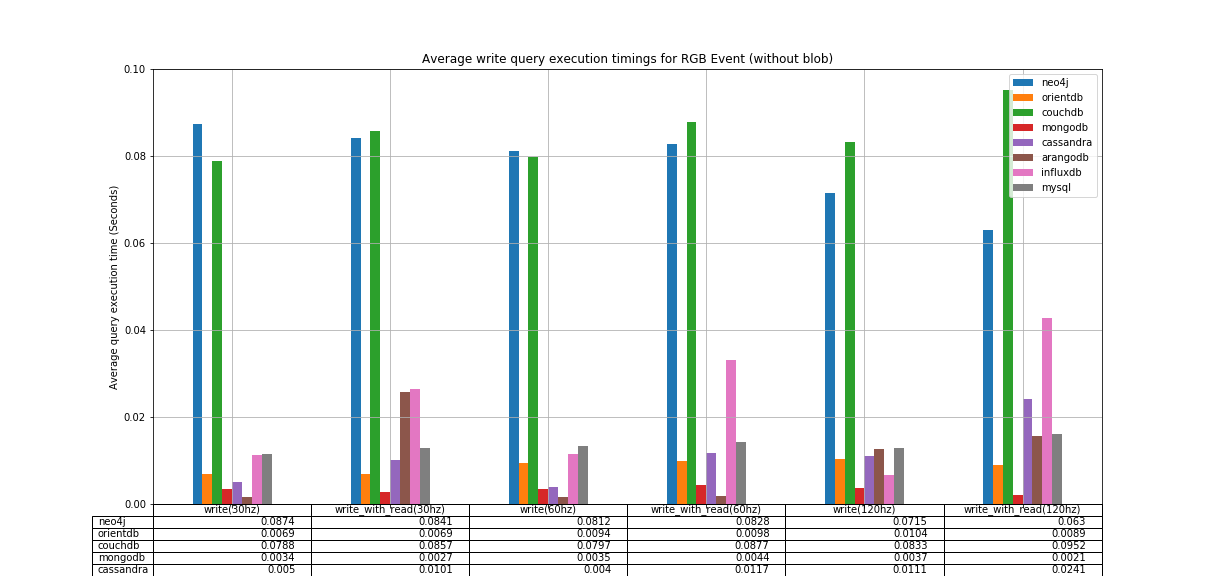 Average write query execution timings for RGB Event (without blob)
0.10
0.08
0.06
0.04
0.02
0.00
Average query execution time (Seconds)
neo4j
orientdb
couchdb
mongodb
cassandra
arangodb
influxdb
mysql
write(30hz) write_with_read(30hz) write(60hz) write_with_read(60hz) write(120hz) write_with_read(120hz)
neo4j 0.0874 0.0841 0.0812 0.0828 0.0715 0.063
orientdb 0.0069 0.0069 0.0094 0.0098 0.0104 0.0089
couchdb 0.0788 0.0857 0.0797 0.0877 0.0833 0.0952
mongodb 0.0034 0.0027 0.0035 0.0044 0.0037 0.0021
cassandra 0.005 0.0101 0.004 0.0117 0.0111 0.0241